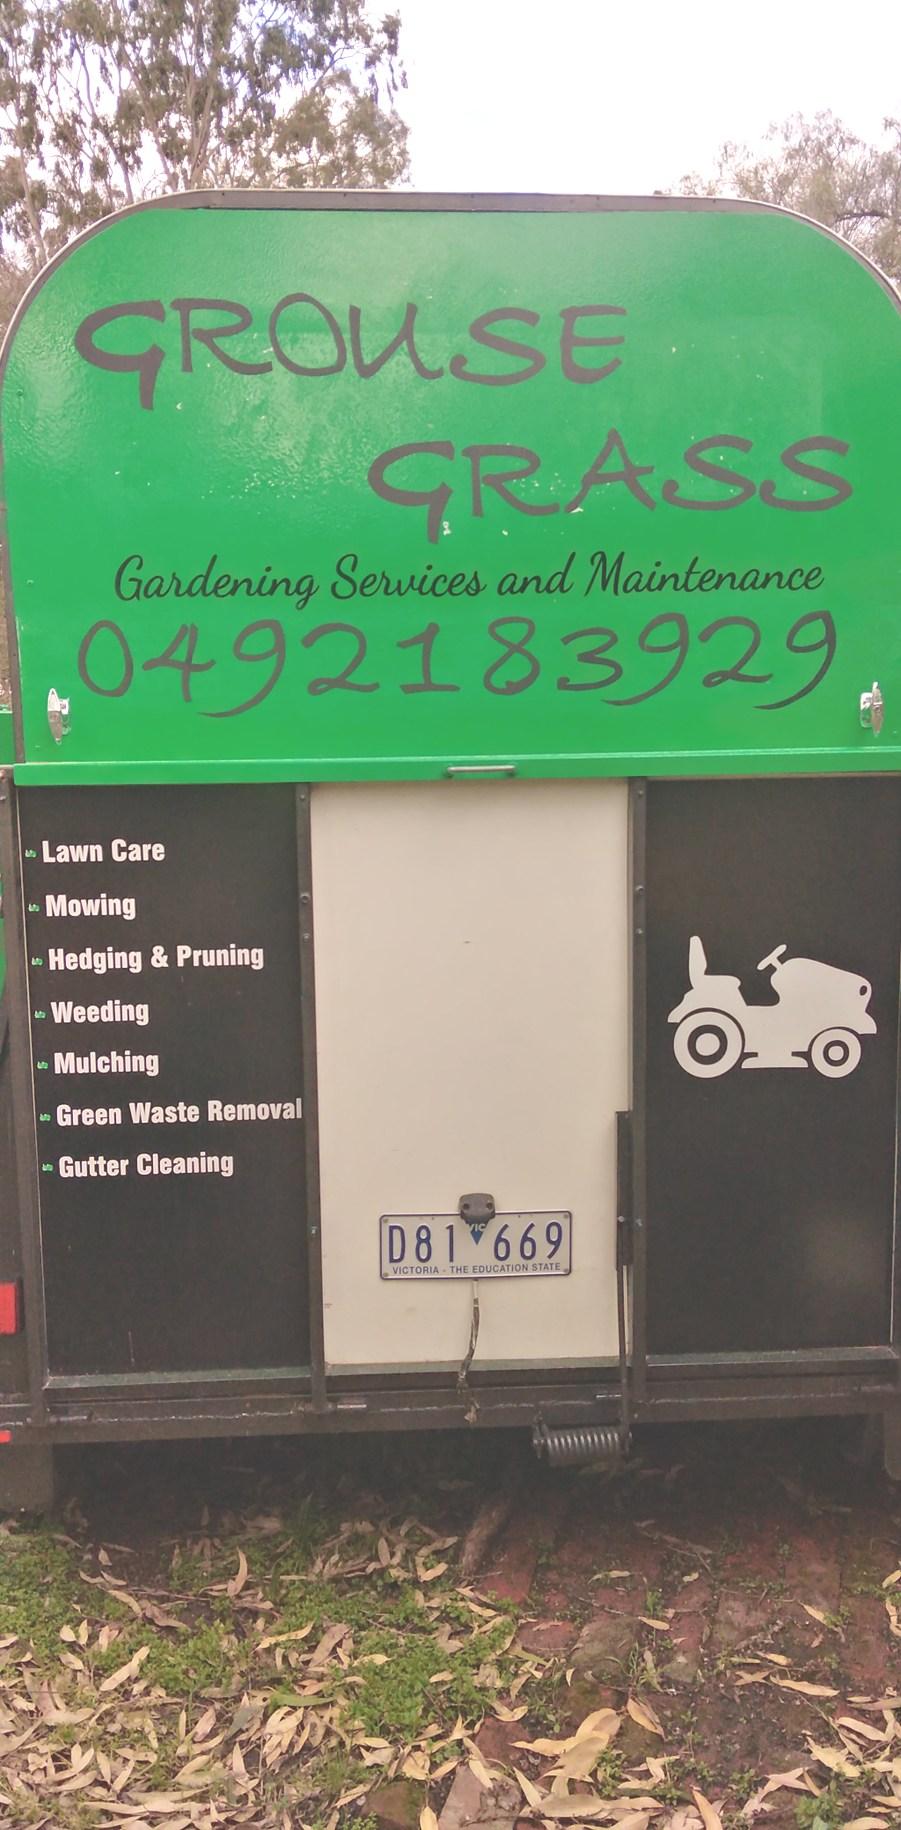 GROUSE
GRASS
Gardening Services and Maintenance
0492183929
Lawn Care
Mowing
Hedging & Pruning
Weeding
Mulching
Green Waste Removal
Gutter Cleaning
VIC
D81 669
VICTORIA - THE EDUCATION STATE